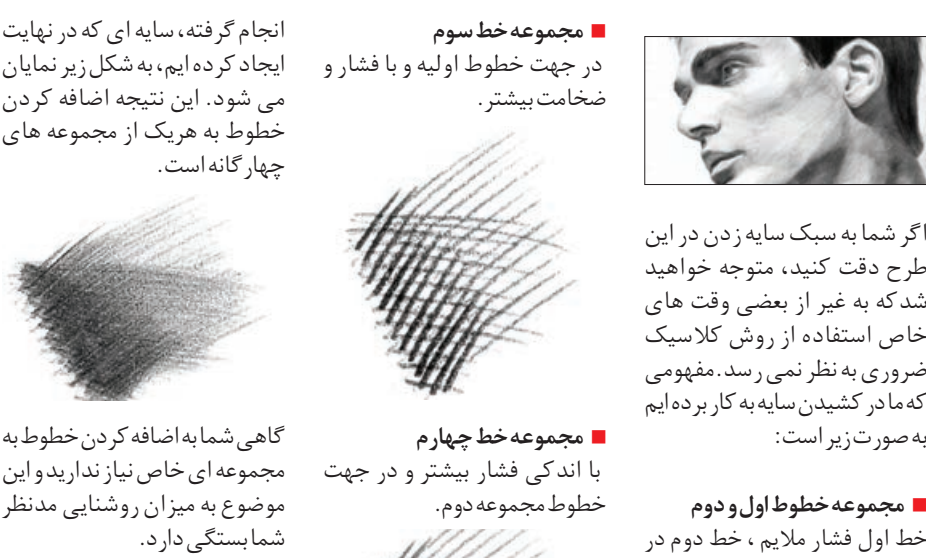 اگر شما به سبک سایه زدن در این
طرح دقت کنید، متوجه خواهید
شد که به غیر از بعضی وقت های
خاص استفاده از روش کلاسیک
ضروری به نظر نمی رسد. مفهومی
که ما در کشیدن سایه به کار برده ایم
به صورت زیر است:
■ مجموعه خطوط اول و دوم
خط اول فشار ملایم ، خط دوم در
■ مجموعه خط سوم
در جهت خطوط اولیه و با فشار و
ضخامت بیشتر.
■ مجموعه خط چهارم
با اندکی فشار بیشتر و در جهت
خطوط مجموعه دوم.
انجام گرفته، سایه ای که در نهایت
ایجاد کرده ایم، به شکل زیر نمایان
می شود. این نتیجه اضافه کردن
خطوط به هریک از مجموعه های
چهارگانه است.
گاهی شما به اضافه کردن خطوط به
مجموعه ای خاص نیاز ندارید و این
موضوع به میزان روشنایی مدنظر
شما بستگی دارد.